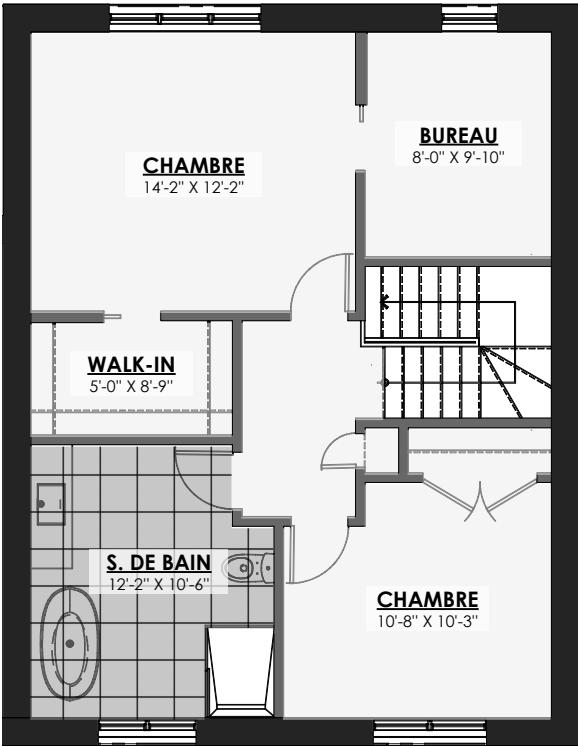 CHAMBRE
14'-2" X 12'-2"
BUREAU
8'-0" X 9'-10"
WALK-IN
5'-0" X 8'-9"
S. DE BAIN
12'-2" X 10'-6"
CHAMBRE
10'-8" X 10'-3"